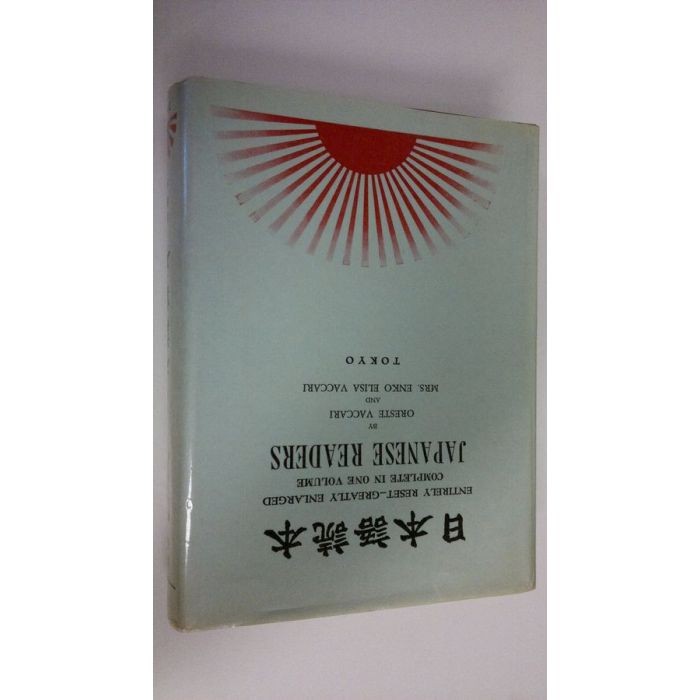 日本語読本
ENTIRELY RESET—GREATLY ENLARGED
COMPLETE IN ONE VOLUME
JAPANESE READERS
BY
ORESTE VACCARI
AND
MRS. ENKO ELISA VACCARI
TOKYO